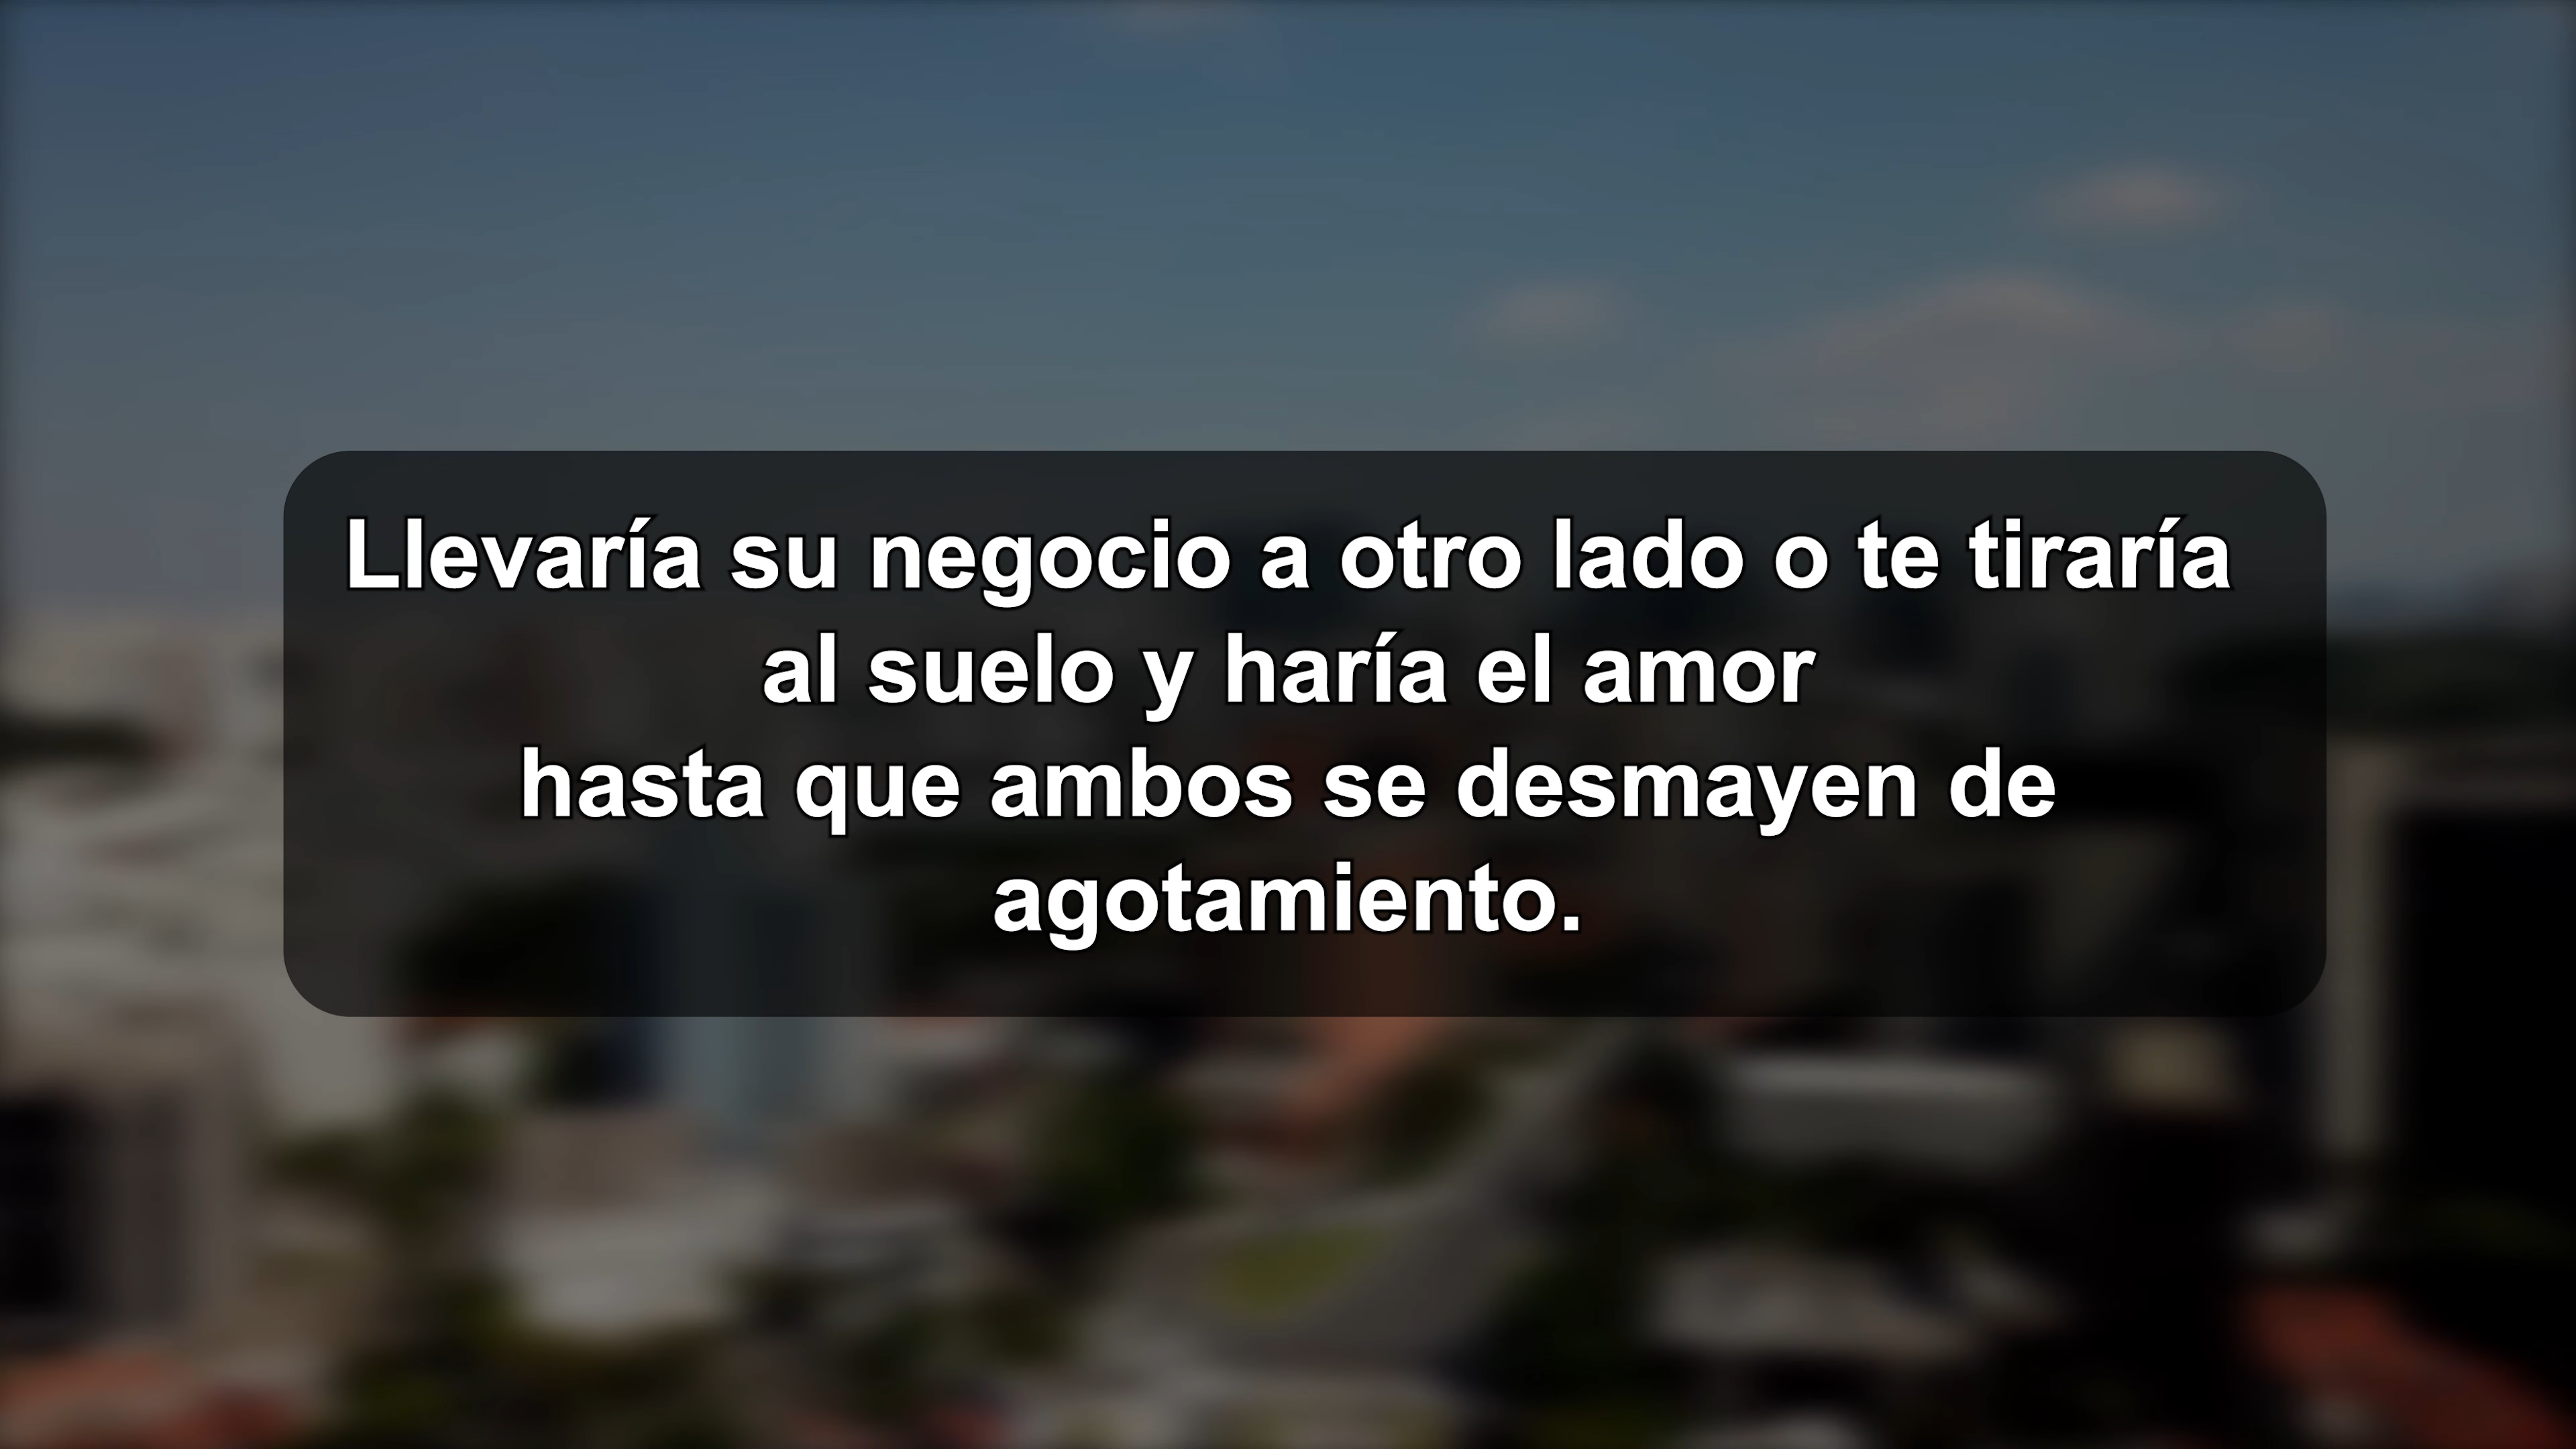 Llevaría su negocio a otro lado o te tiraría
al suelo y haría el amor
hasta que ambos se desmayen de
agotamiento.